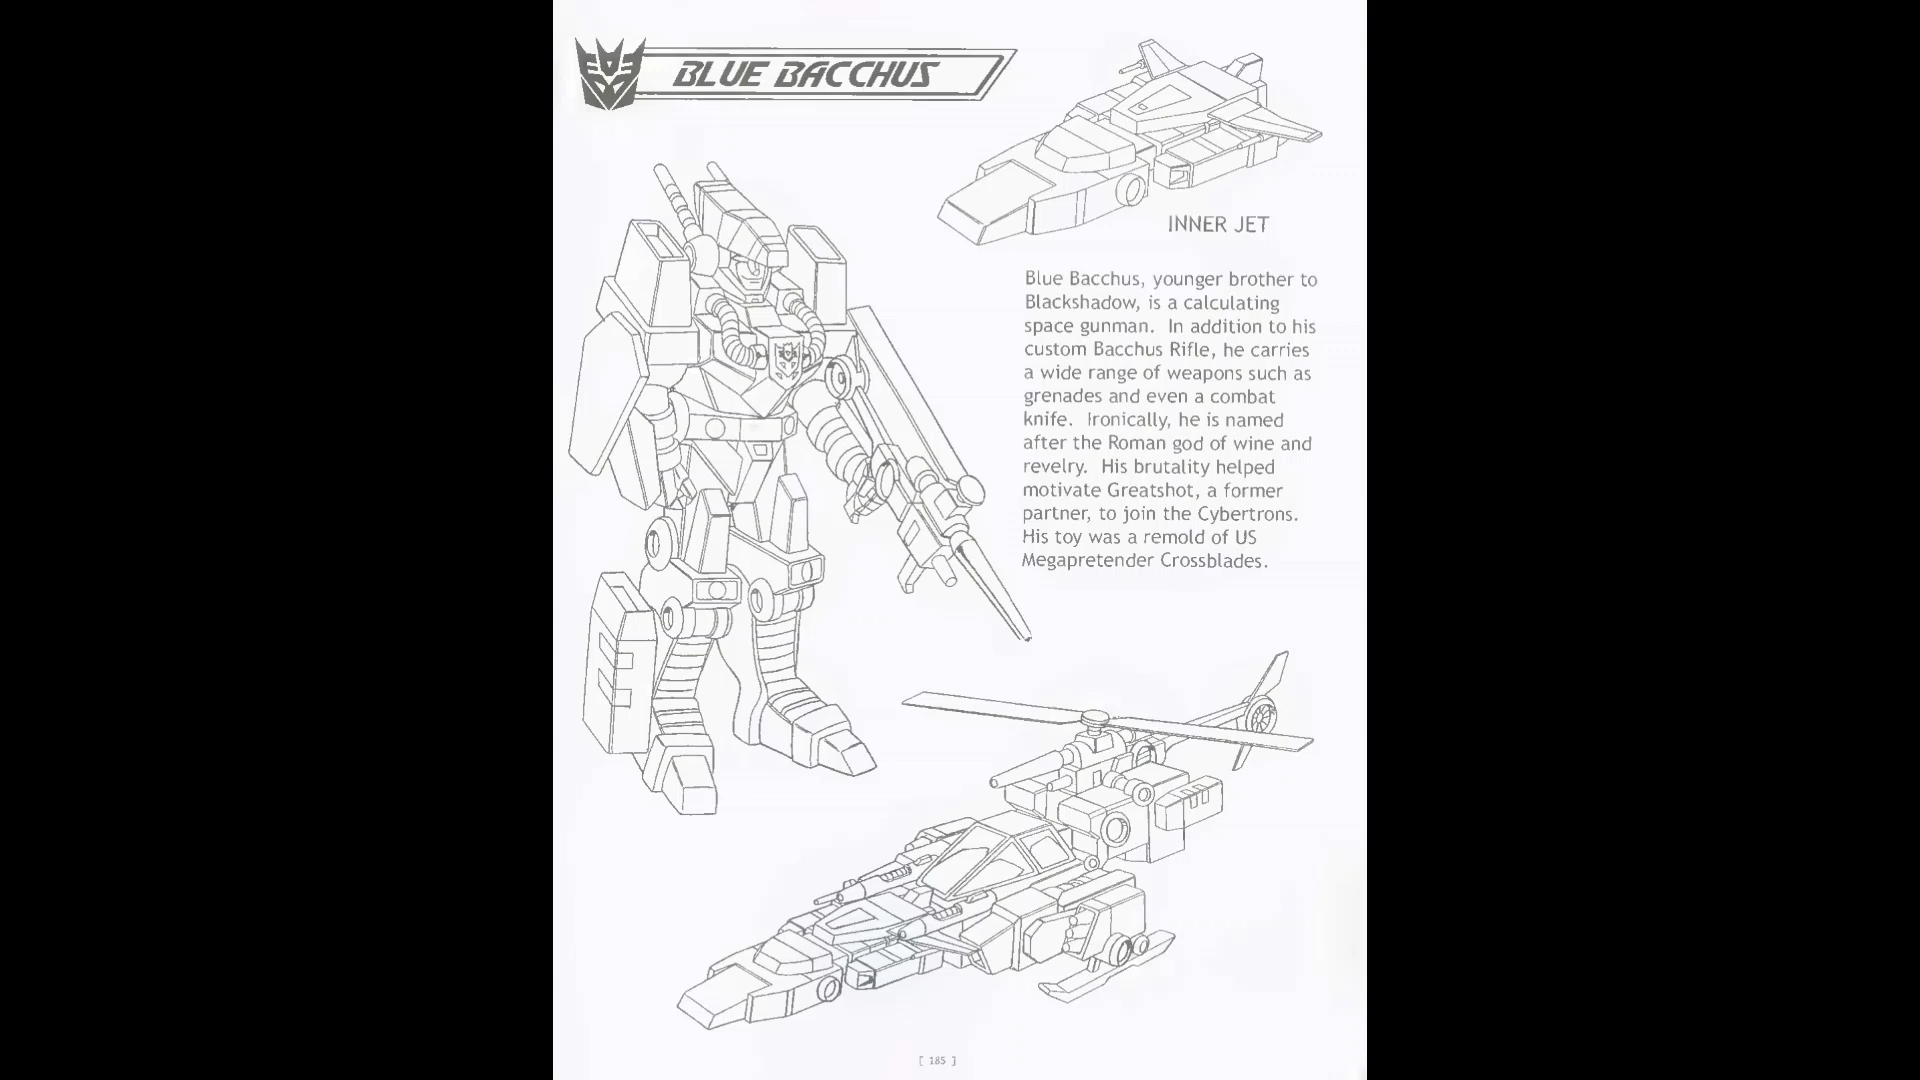 BLUE BACCHUS
INNER JET
Blue Bacchus, younger brother to
Blackshadow, is a calculating
space gunman. In addition to his
custom Bacchus Rifle, he carries
a wide range of weapons such as
grenades and even a combat
knife. Ironically, he is named
after the Roman god of wine and
revelry. His brutality helped
motivate Greatshot, a former
partner, to join the Cybertrons.
His toy was a remold of US
Megapretender Crossblades.
[ 185 ]